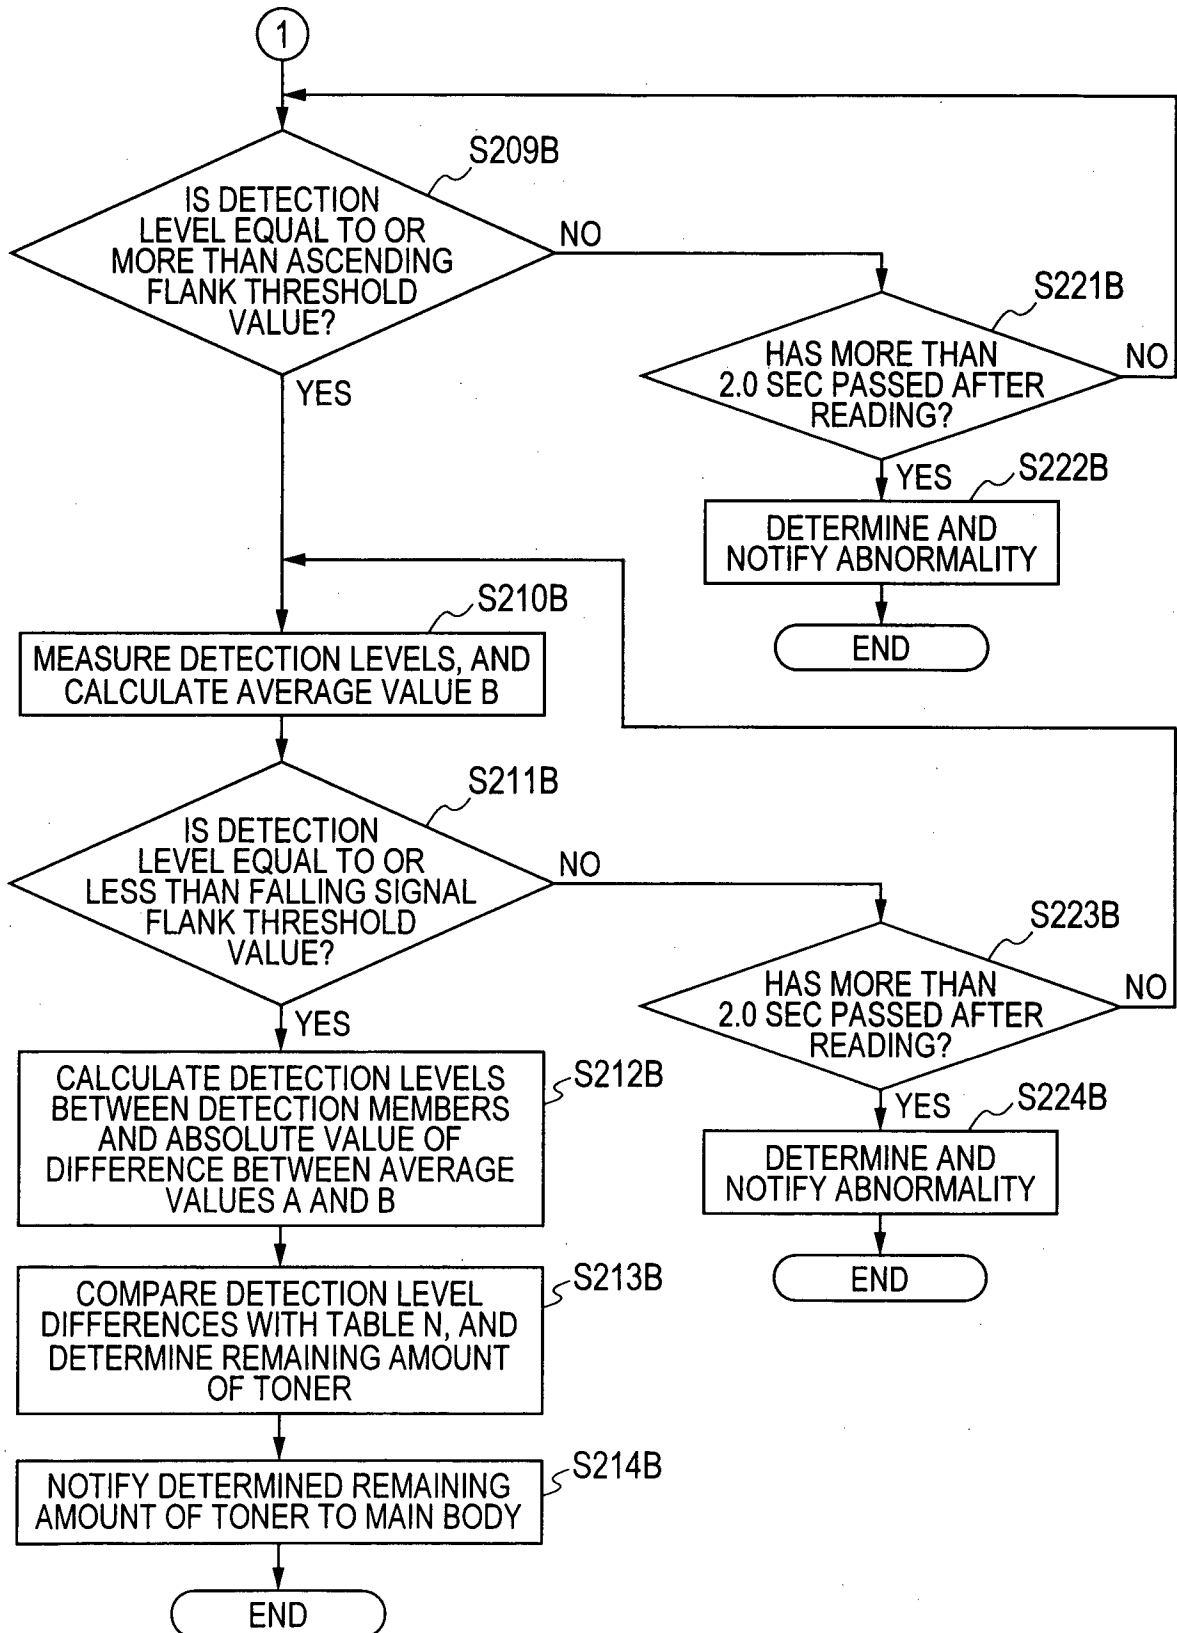 1
S209B
IS DETECTION
LEVEL EQUAL TO OR
MORE THAN ASCENDING
FLANK THRESHOLD
VALUE?
NO
YES
S221B
HAS MORE THAN
2.0 SEC PASSED AFTER
READING?
NO
YES
S222B
DETERMINE AND
NOTIFY ABNORMALITY
END
S210B
MEASURE DETECTION LEVELS, AND
CALCULATE AVERAGE VALUE B
S211B
IS DETECTION
LEVEL EQUAL TO OR
LESS THAN FALLING SIGNAL
FLANK THRESHOLD
VALUE?
NO
YES
S223B
HAS MORE THAN
2.0 SEC PASSED AFTER
READING?
NO
YES
S224B
DETERMINE AND
NOTIFY ABNORMALITY
END
S212B
CALCULATE DETECTION LEVELS
BETWEEN DETECTION MEMBERS
AND ABSOLUTE VALUE OF
DIFFERENCE BETWEEN AVERAGE
VALUES A AND B
S213B
COMPARE DETECTION LEVEL
DIFFERENCES WITH TABLE N, AND
DETERMINE REMAINING AMOUNT
OF TONER
S214B
NOTIFY DETERMINED REMAINING
AMOUNT OF TONER TO MAIN BODY
END